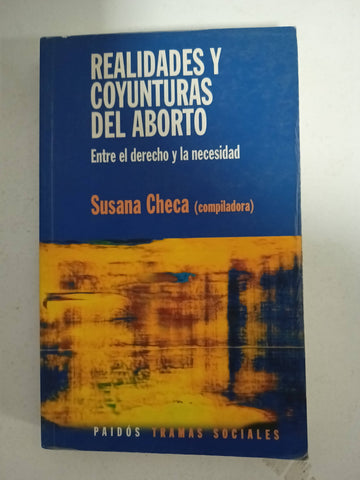 REALIDADES Y
COYUNTURAS
DEL ABORTO
Entre el derecho y la necesidad
Susana Checa (compiladora)
PAIDÓS TRAMAS SOCIALES